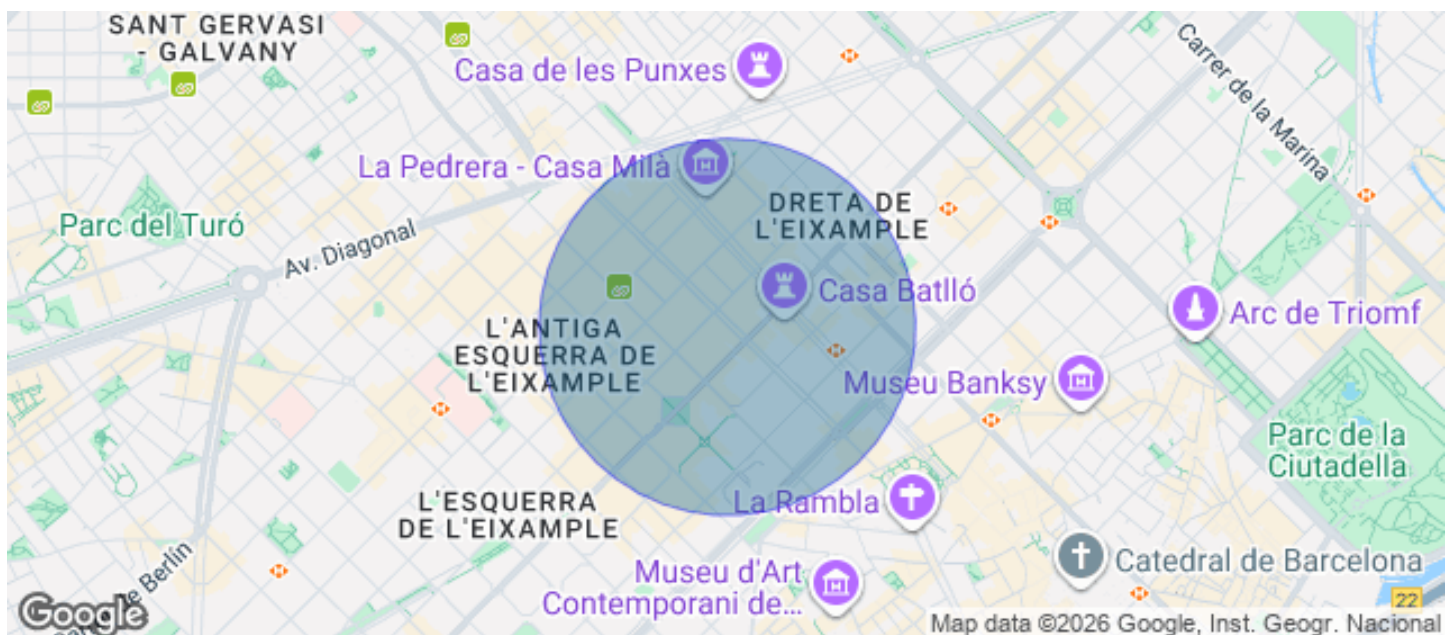 SANT GERVASI
- GALVANY
Casa de les Punxes
Carrer de la Marina
La Pedrera - Casa Milà
DRETA DE
L'EIXAMPLE
Parc del Turó
Av. Diagonal
Casa Batlló
Arc de Triomf
L'ANTIGA
ESQUERRA DE
L'EIXAMPLE
Museu Banksy
Parc de la
Ciutadella
L'ESQUERRA
DE L'EIXAMPLE
La Rambla
Catedral de Barcelona
Museu d'Art
Contemporani de...
de Berlín
22
Google
Map data ©2026 Google, Inst. Geogr. Nacional